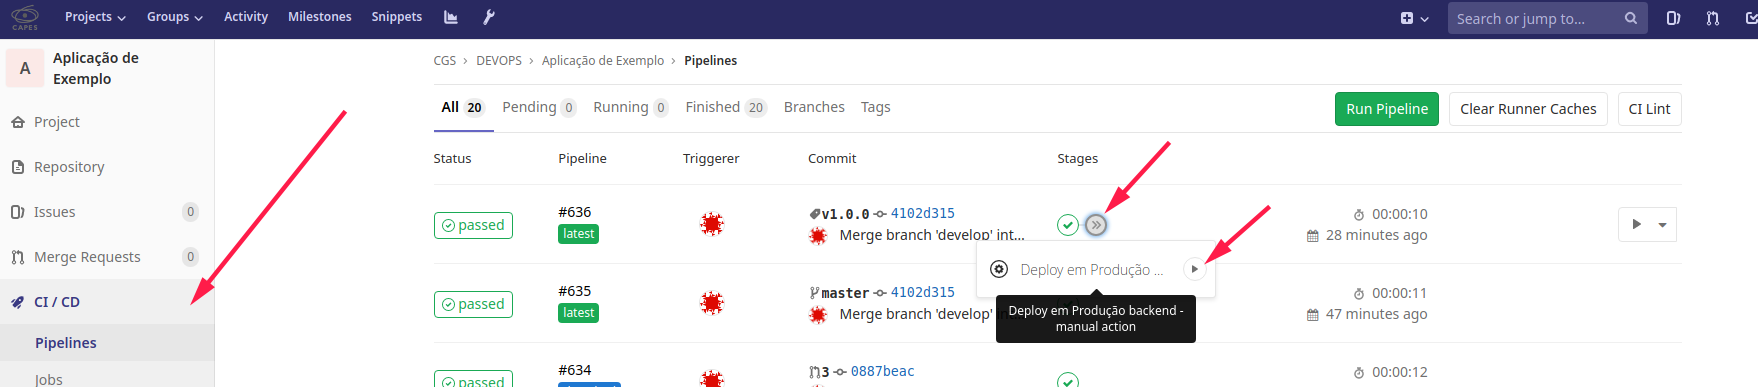 CAPES
Projects
Groups
Activity
Milestones
Snippets
Search or jump to...
A
Aplicação de
Exemplo
Project
Repository
Issues 0
Merge Requests 0
CI / CD
Pipelines
Jobs
CGS > DEVOPS > Aplicação de Exemplo > Pipelines
All 20 Pending 0 Running 0 Finished 20 Branches Tags
Run Pipeline
Clear Runner Caches
CI Lint
Status Pipeline Triggerer Commit Stages
passed
#636
latest
v1.0.0 4102d315
Merge branch 'develop' int...
00:00:10
28 minutes ago
Deploy em Produção ...
Deploy em Produção backend -
manual action
passed
#635
latest
master 4102d315
Merge branch 'develop'
00:00:11
47 minutes ago
passed
#634
3 0887beac
00:00:12